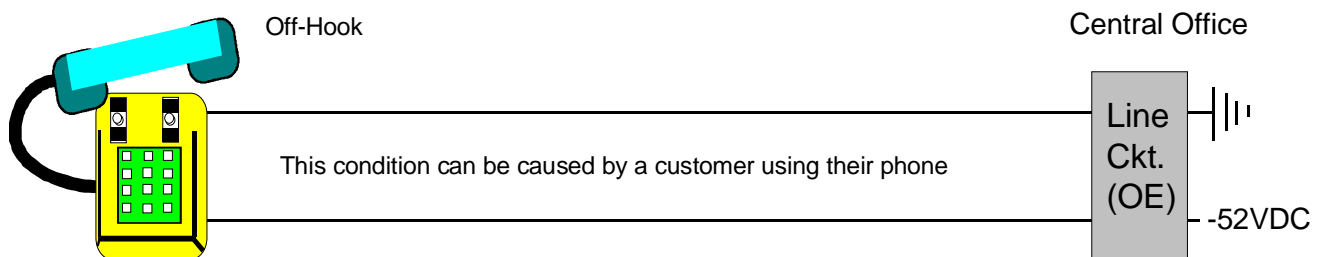 Off-Hook
Central Office
This condition can be caused by a customer using their phone
Line
Ckt.
(OE)
-52VDC